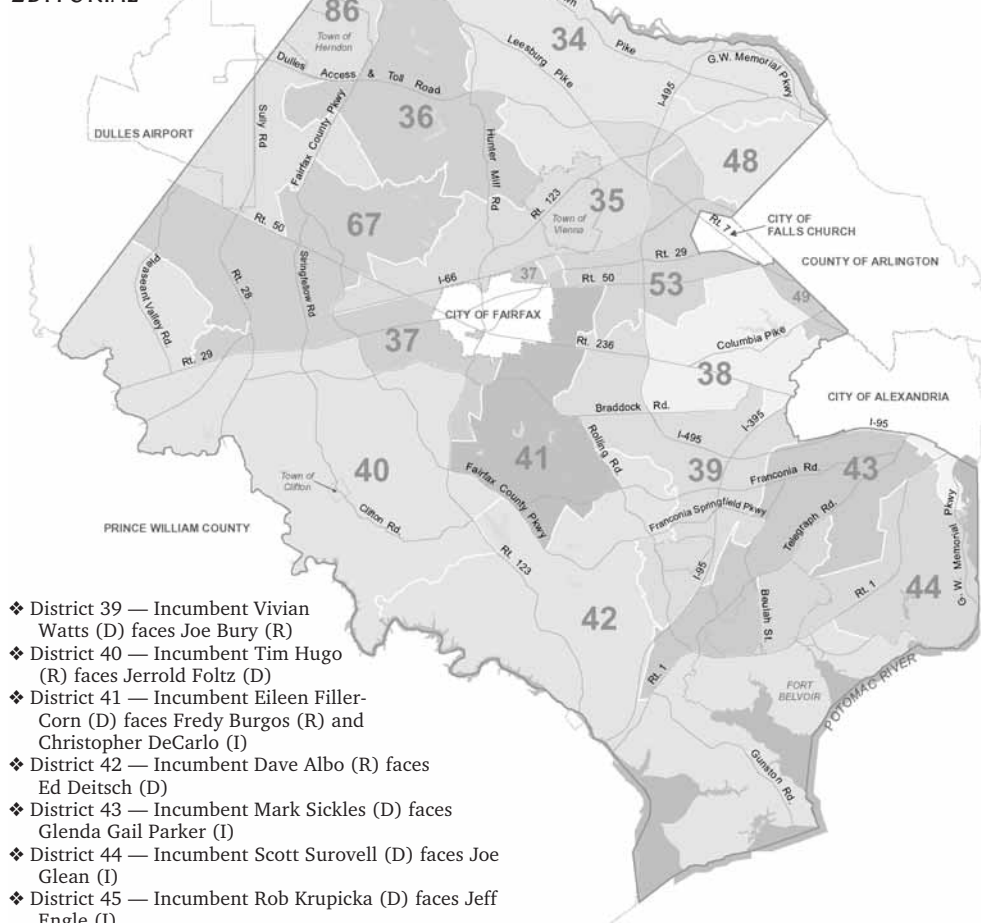 86
Town of
Herndon
34
Pike
Leesburg Pike
G.W. Memorial Pkwy
I-495
Dulles Access & Toll Road
DULLES AIRPORT
Sully Rd
Fairfax County Pkwy
36
Hunter Mill Rd
48
Rt. 123
35
Town of
Vienna
Rt. 7
CITY OF
FALLS CHURCH
Rt. 50
67
Rt. 29
COUNTY OF ARLINGTON
Pleasant Valley Rd.
Rt. 28
Stringfellow Rd
I-66
37
Rt. 50
53
49
CITY OF FAIRFAX
Rt. 29
37
Rt. 236
Columbia Pike
38
CITY OF ALEXANDRIA
Braddock Rd.
I-395
I-95
I-495
Rolling Rd.
41
40
39
Franconia Rd.
43
Town of
Clifton
Fairfax County Pkwy
Franconia Springfield Pkwy
Telegraph Rd.
G. W. Memorial Pkwy
Clifton Rd.
PRINCE WILLIAM COUNTY
Rt. 123
I-95
Rt. 1
44
Beulah St.
42
Rt. 1
FORT
BELVOIR
POTOMAC RIVER
Gunston Rd.
❖ District 39 — Incumbent Vivian
Watts (D) faces Joe Bury (R)
❖ District 40 — Incumbent Tim Hugo
(R) faces Jerrold Foltz (D)
❖ District 41 — Incumbent Eileen Filler-
Corn (D) faces Fredy Burgos (R) and
Christopher DeCarlo (I)
❖ District 42 — Incumbent Dave Albo (R) faces
Ed Deitsch (D)
❖ District 43 — Incumbent Mark Sickles (D) faces
Glenda Gail Parker (I)
❖ District 44 — Incumbent Scott Surovell (D) faces Joe
Glean (I)
❖ District 45 — Incumbent Rob Krupicka (D) faces Jeff
Engle (I)